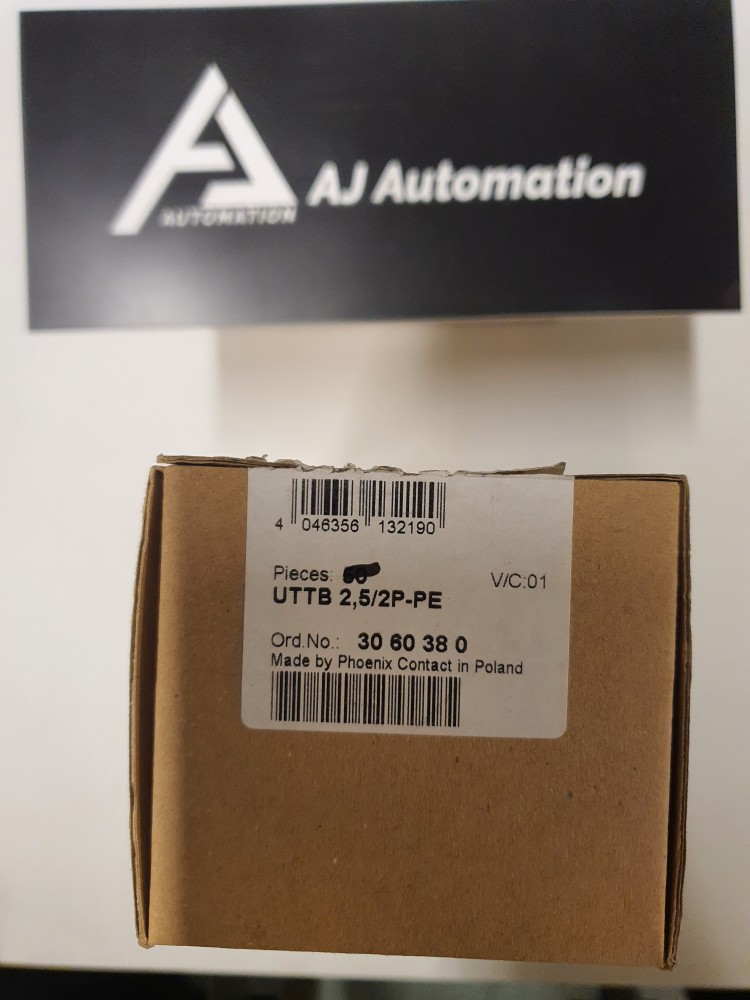 AUTOMATION
AJ Automation
4 046356 132190
Pieces:
V/C:01
UTTB 2,5/2P-PE
Ord.No.: 30 60 38 0
Made by Phoenix Contact in Poland